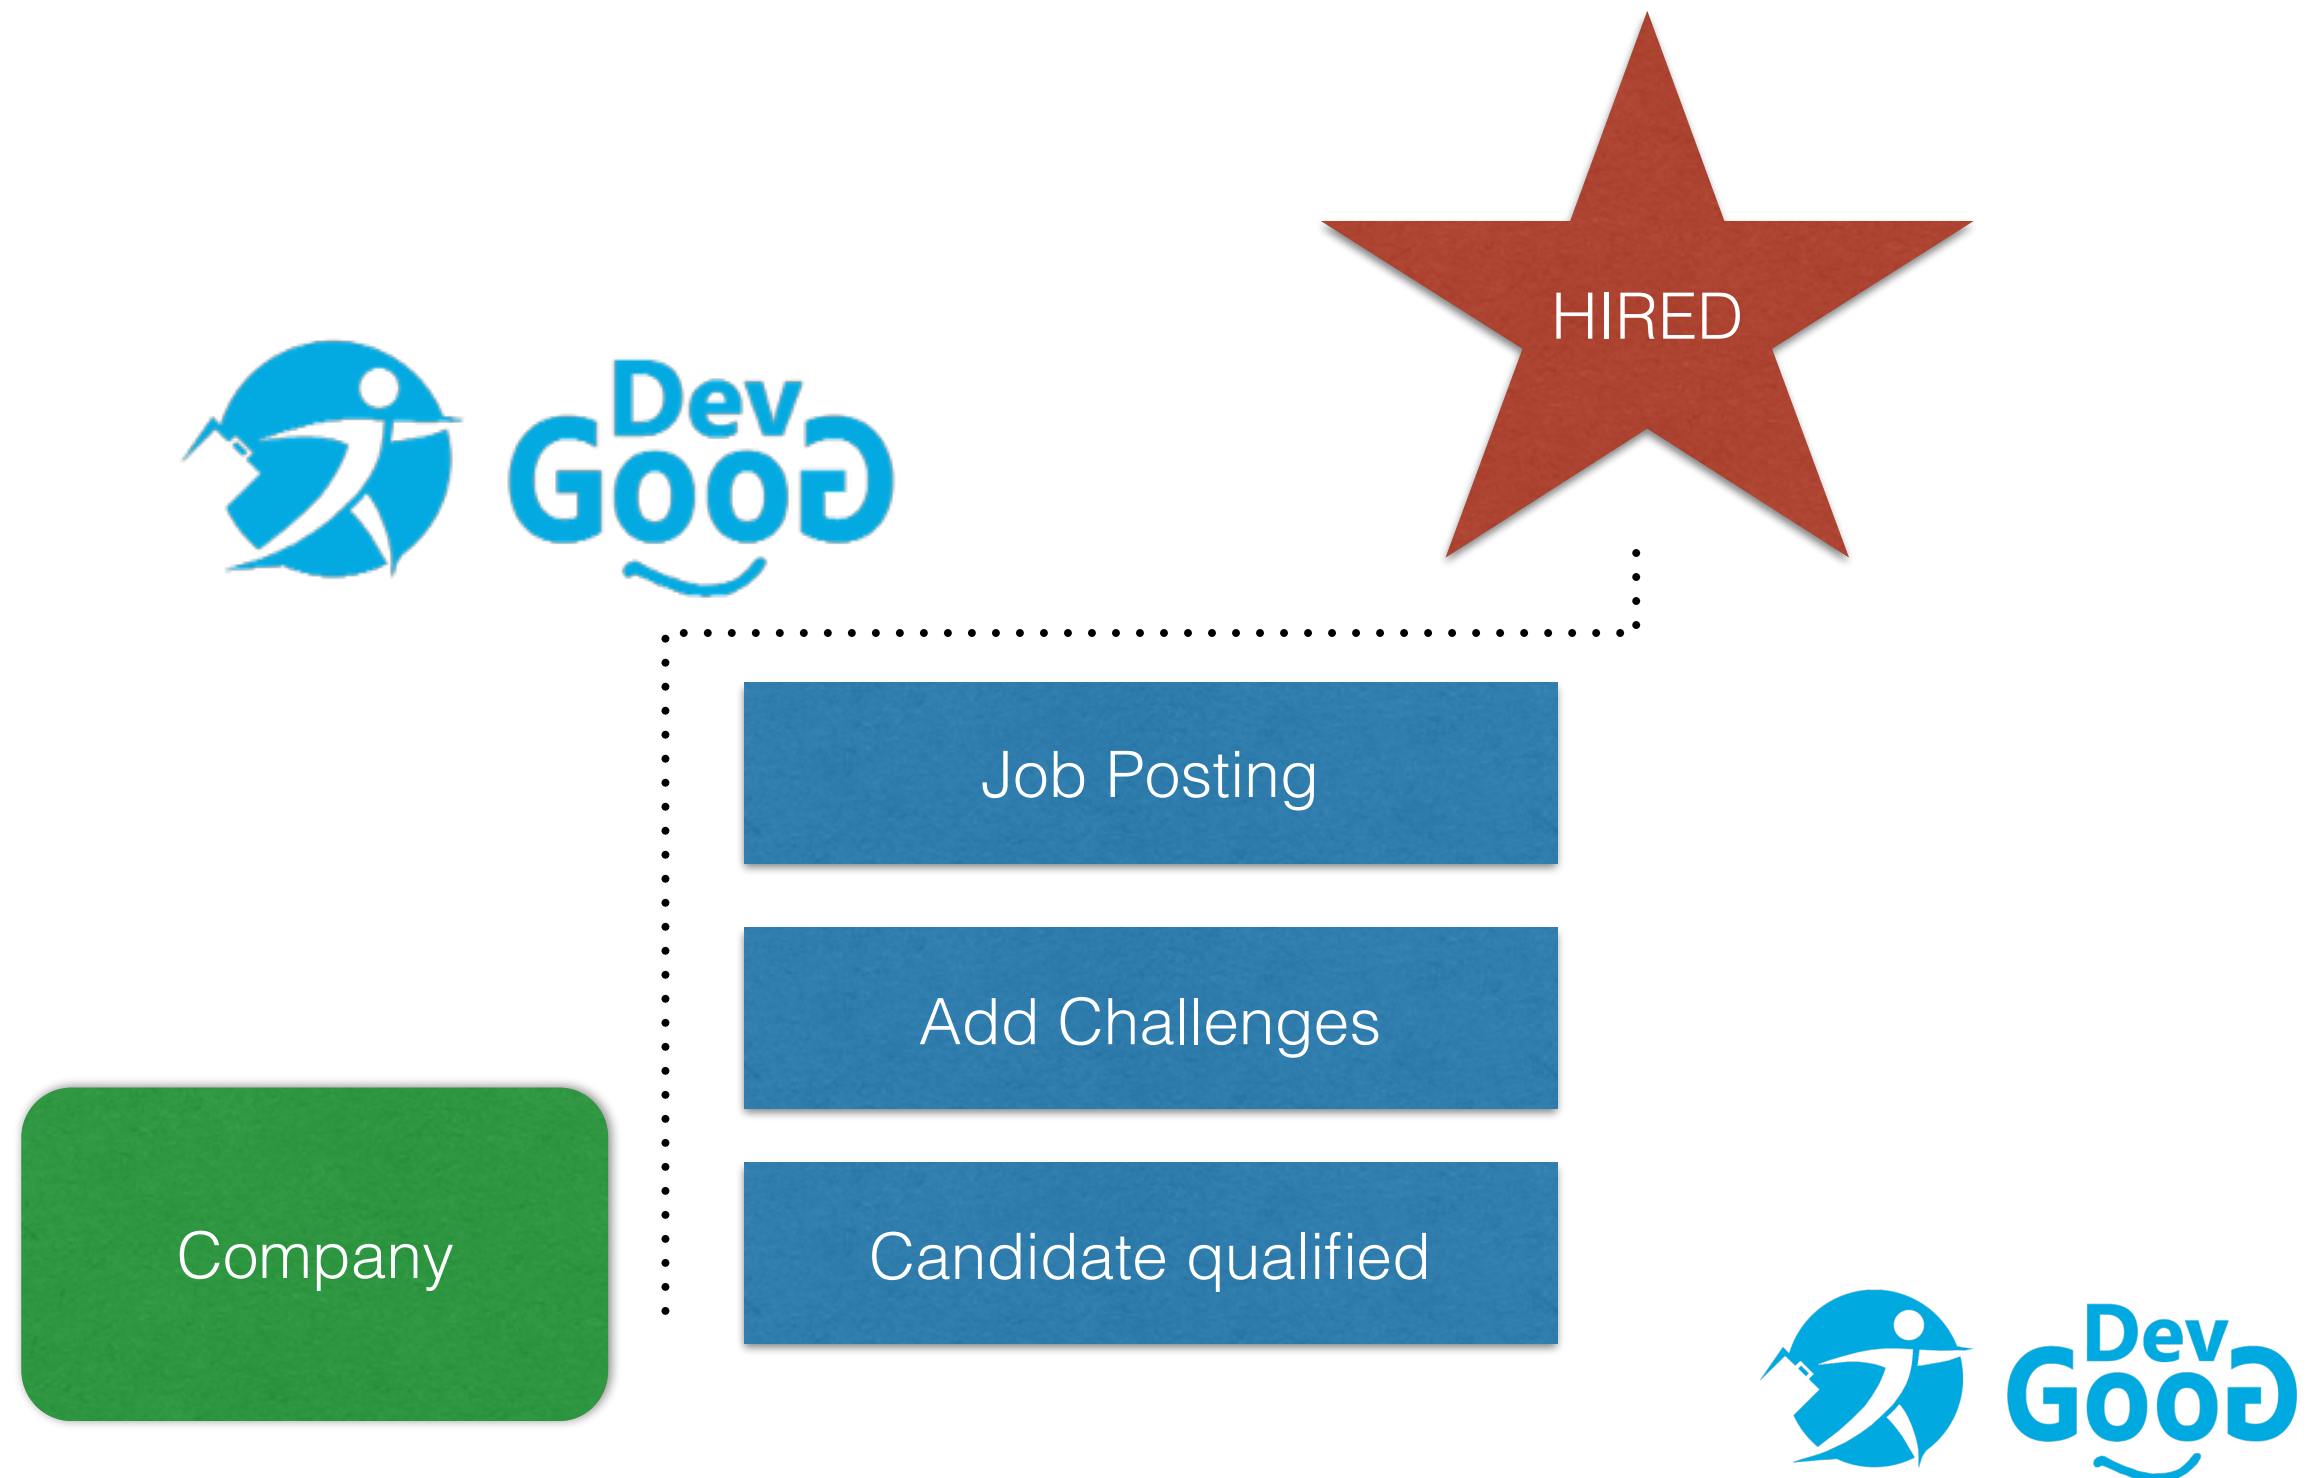 HIRED
Dev
GooG
Job Posting
Add Challenges
Candidate qualified
Company
Dev
GooG